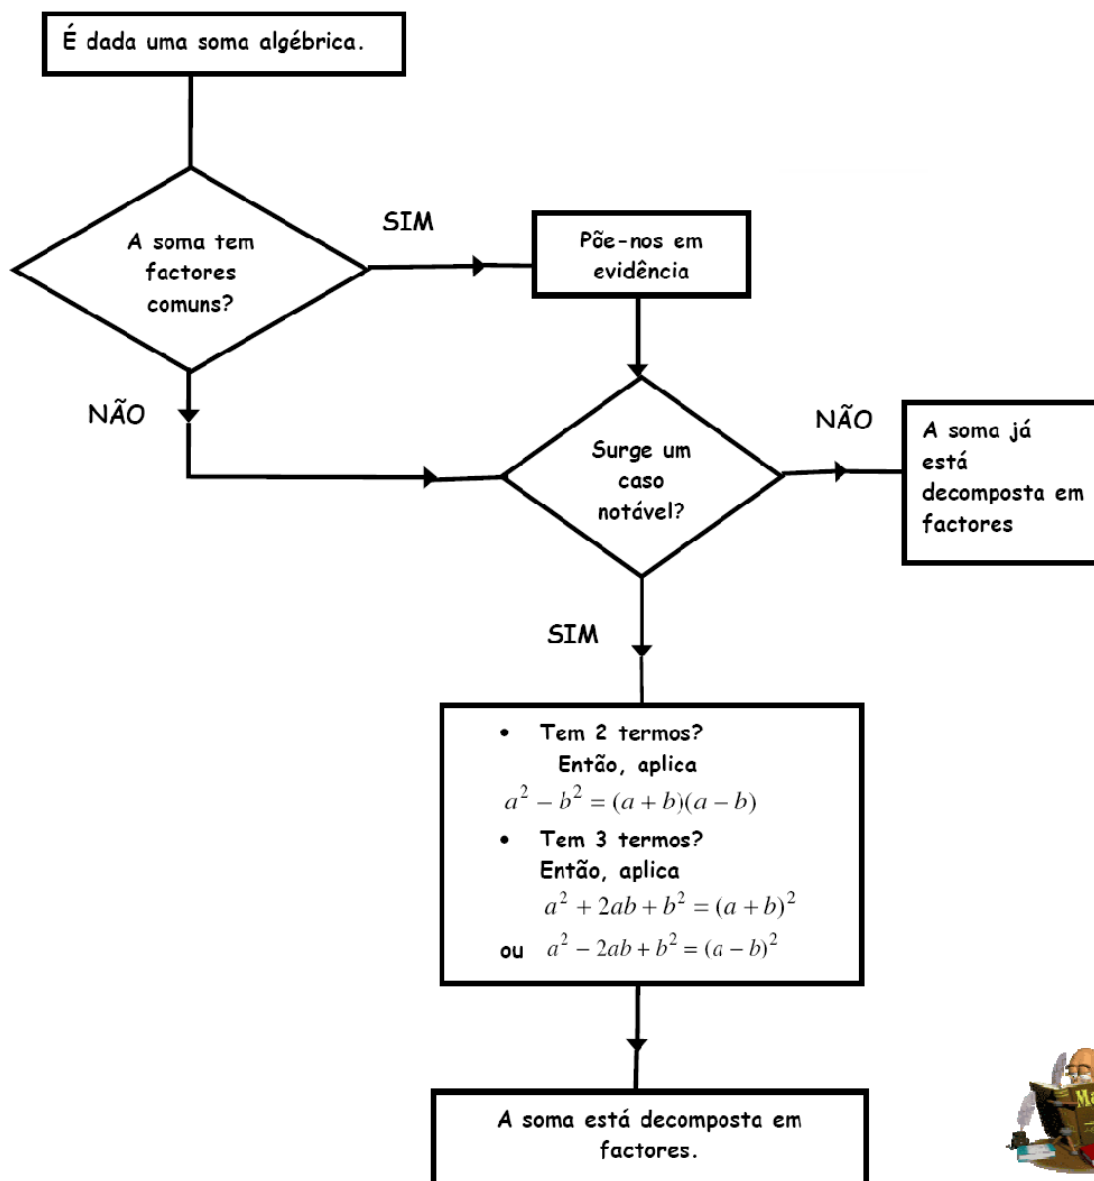 É dada uma soma algébrica.
A soma tem
factores
comuns?
SIM
Põe-nos em
evidência
NÃO
Surge um
caso
notável?
NÃO
A soma já
está
decomposta em
factores
SIM
• Tem 2 termos?
Então, aplica
a² − b² = (a + b)(a − b)
• Tem 3 termos?
Então, aplica
a² + 2ab + b² = (a + b)²
ou a² − 2ab + b² = (a − b)²
A soma está decomposta em
factores.